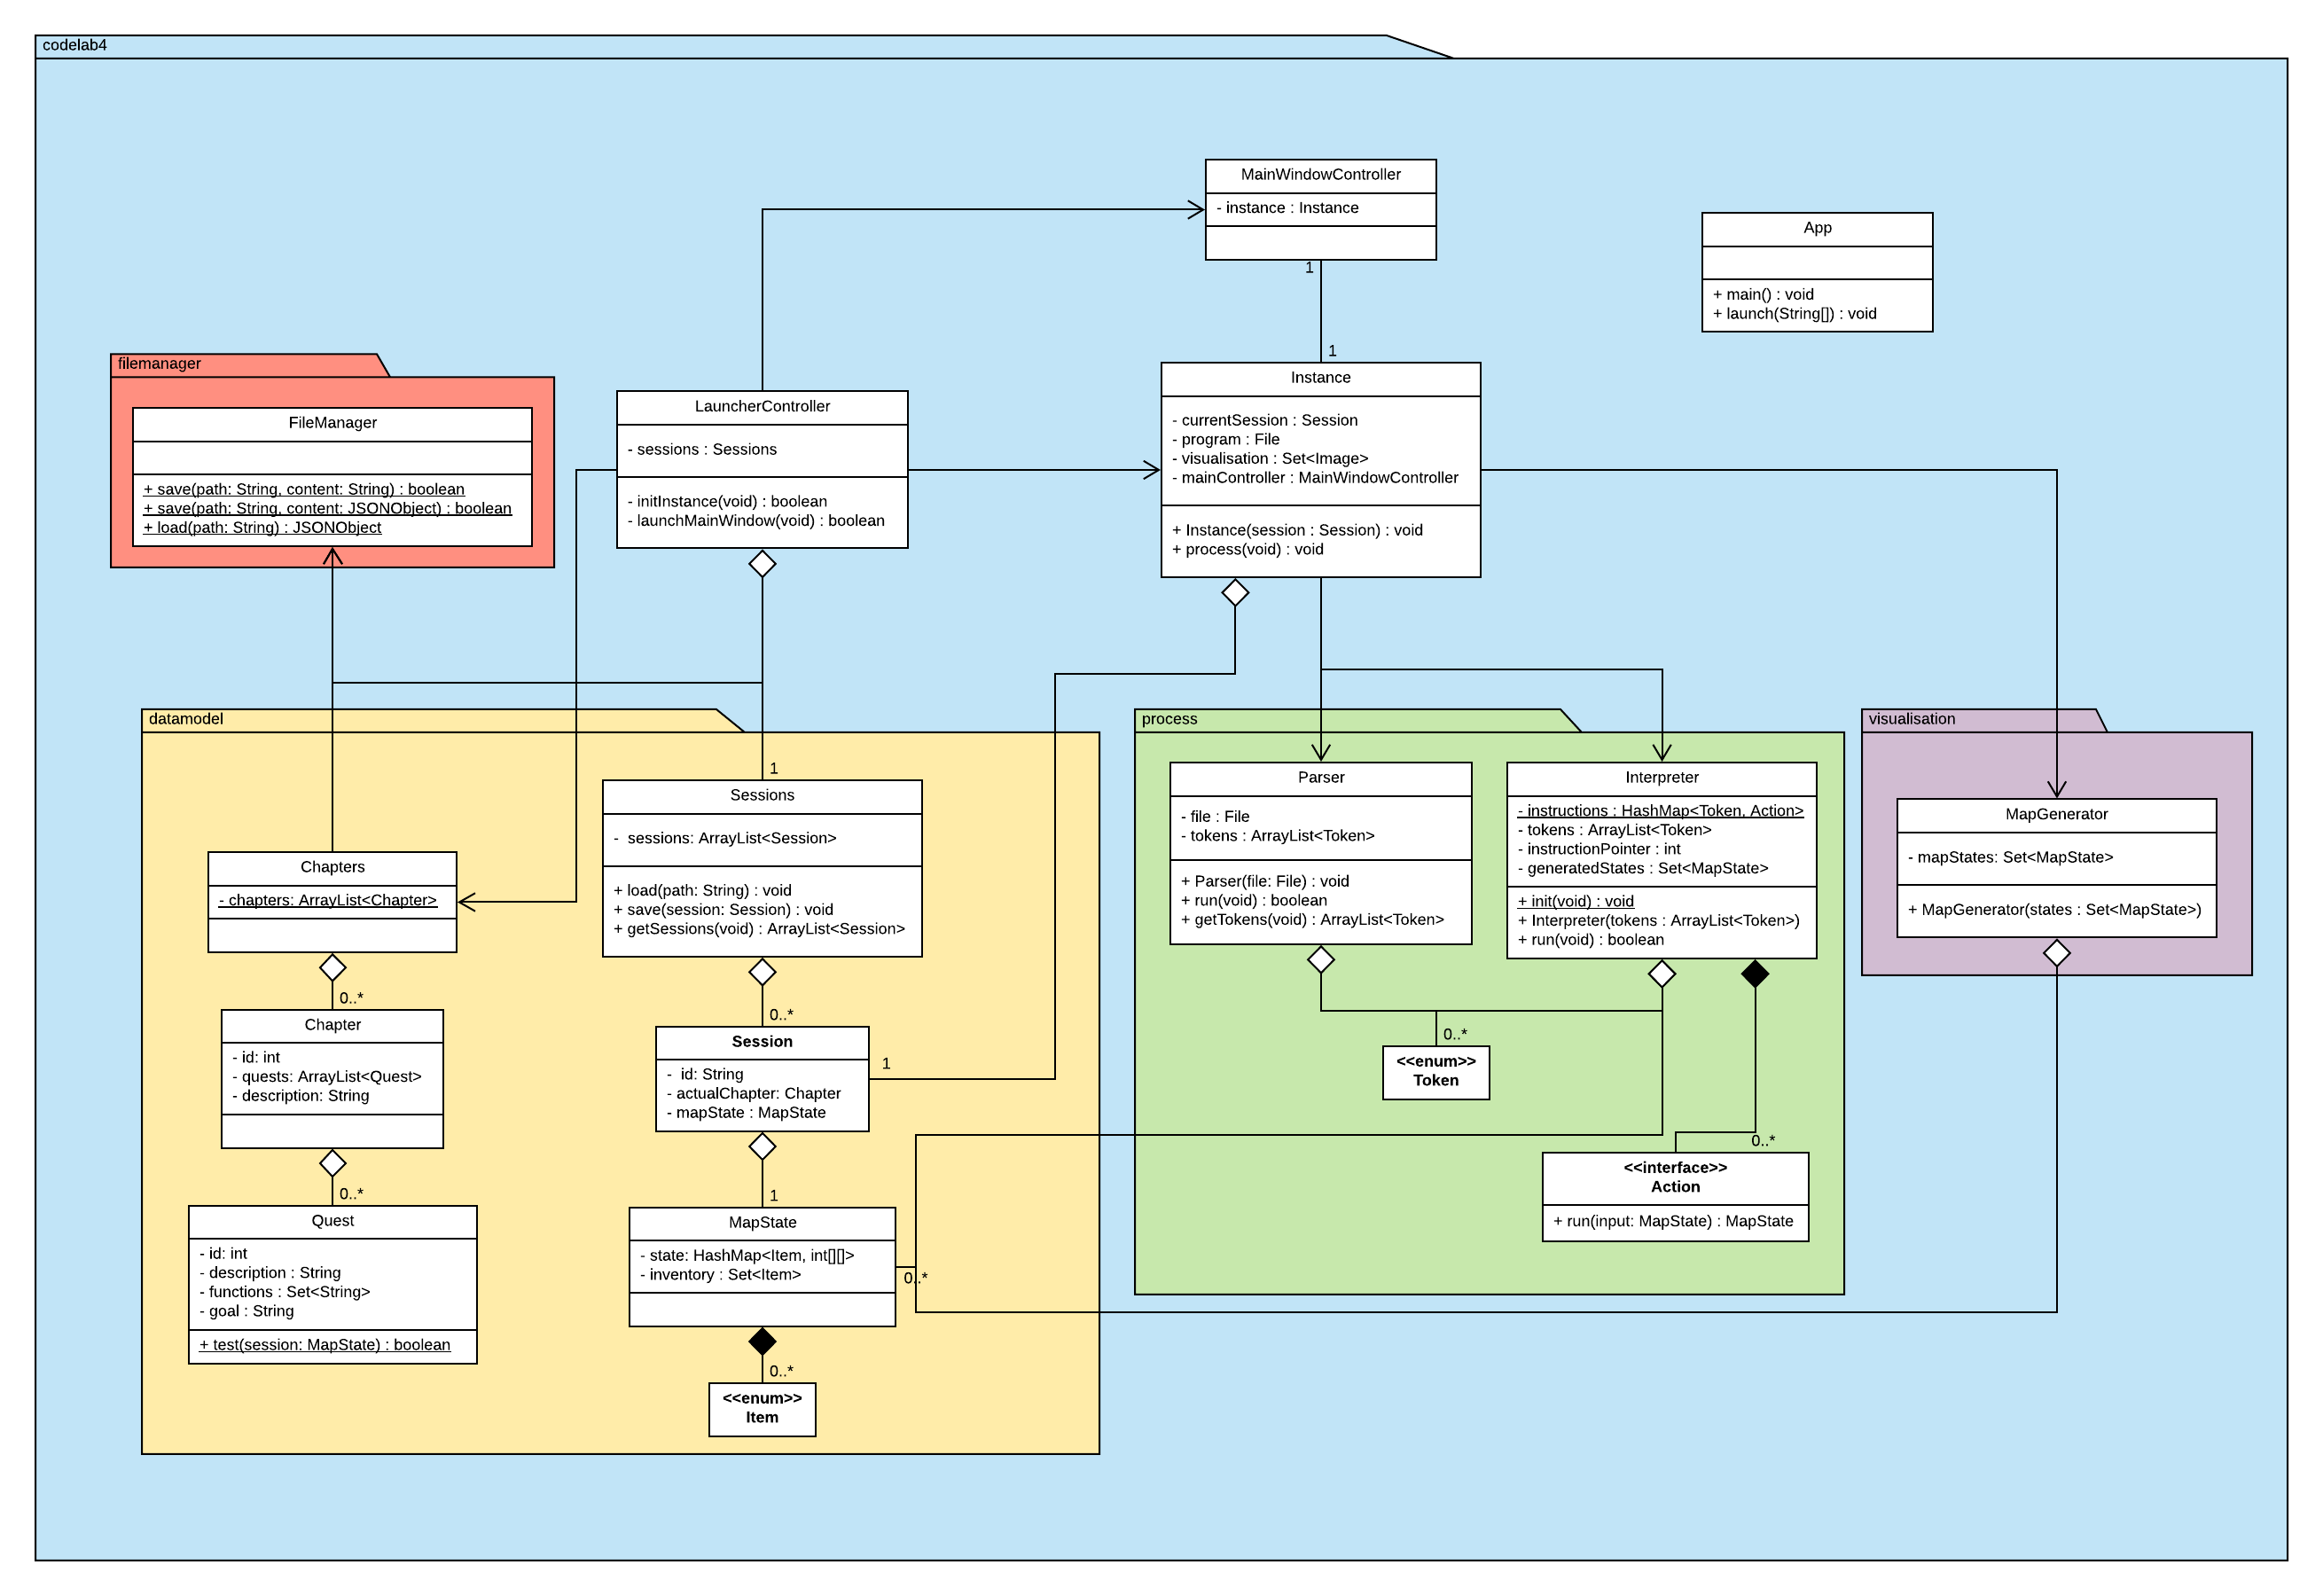 codelab4
MainWindowController
- instance : Instance
1
App
+ main() : void
+ launch(String[]) : void
1
filemanager
FileManager
+ save(path: String, content: String) : boolean
+ save(path: String, content: JSONObject) : boolean
+ load(path: String) : JSONObject
LauncherController
- sessions : Sessions
- initInstance(void) : boolean
- launchMainWindow(void) : boolean
Instance
- currentSession : Session
- program : File
- visualisation : Set<Image>
- mainController : MainWindowController
+ Instance(session : Session) : void
+ process(void) : void
datamodel
1
Sessions
- sessions: ArrayList<Session>
+ load(path: String) : void
+ save(session: Session) : void
+ getSessions(void) : ArrayList<Session>
Chapters
- chapters: ArrayList<Chapter>
0..*
Chapter
- id: int
- quests: ArrayList<Quest>
- description: String
0..*
Quest
- id: int
- description : String
- functions : Set<String>
- goal : String
+ test(session: MapState) : boolean
0..*
Session
- id: String
- actualChapter: Chapter
- mapState : MapState
1
1
MapState
- state: HashMap<Item, int[][]>
- inventory : Set<Item>
0..*
0..*
<<enum>>
Item
process
Parser
- file : File
- tokens : ArrayList<Token>
+ Parser(file: File) : void
+ run(void) : boolean
+ getTokens(void) : ArrayList<Token>
Interpreter
- instructions : HashMap<Token, Action>
- tokens : ArrayList<Token>
- instructionPointer : int
- generatedStates : Set<MapState>
+ init(void) : void
+ Interpreter(tokens : ArrayList<Token>)
+ run(void) : boolean
0..*
<<enum>>
Token
0..*
<<interface>>
Action
+ run(input: MapState) : MapState
visualisation
MapGenerator
- mapStates: Set<MapState>
+ MapGenerator(states : Set<MapState>)